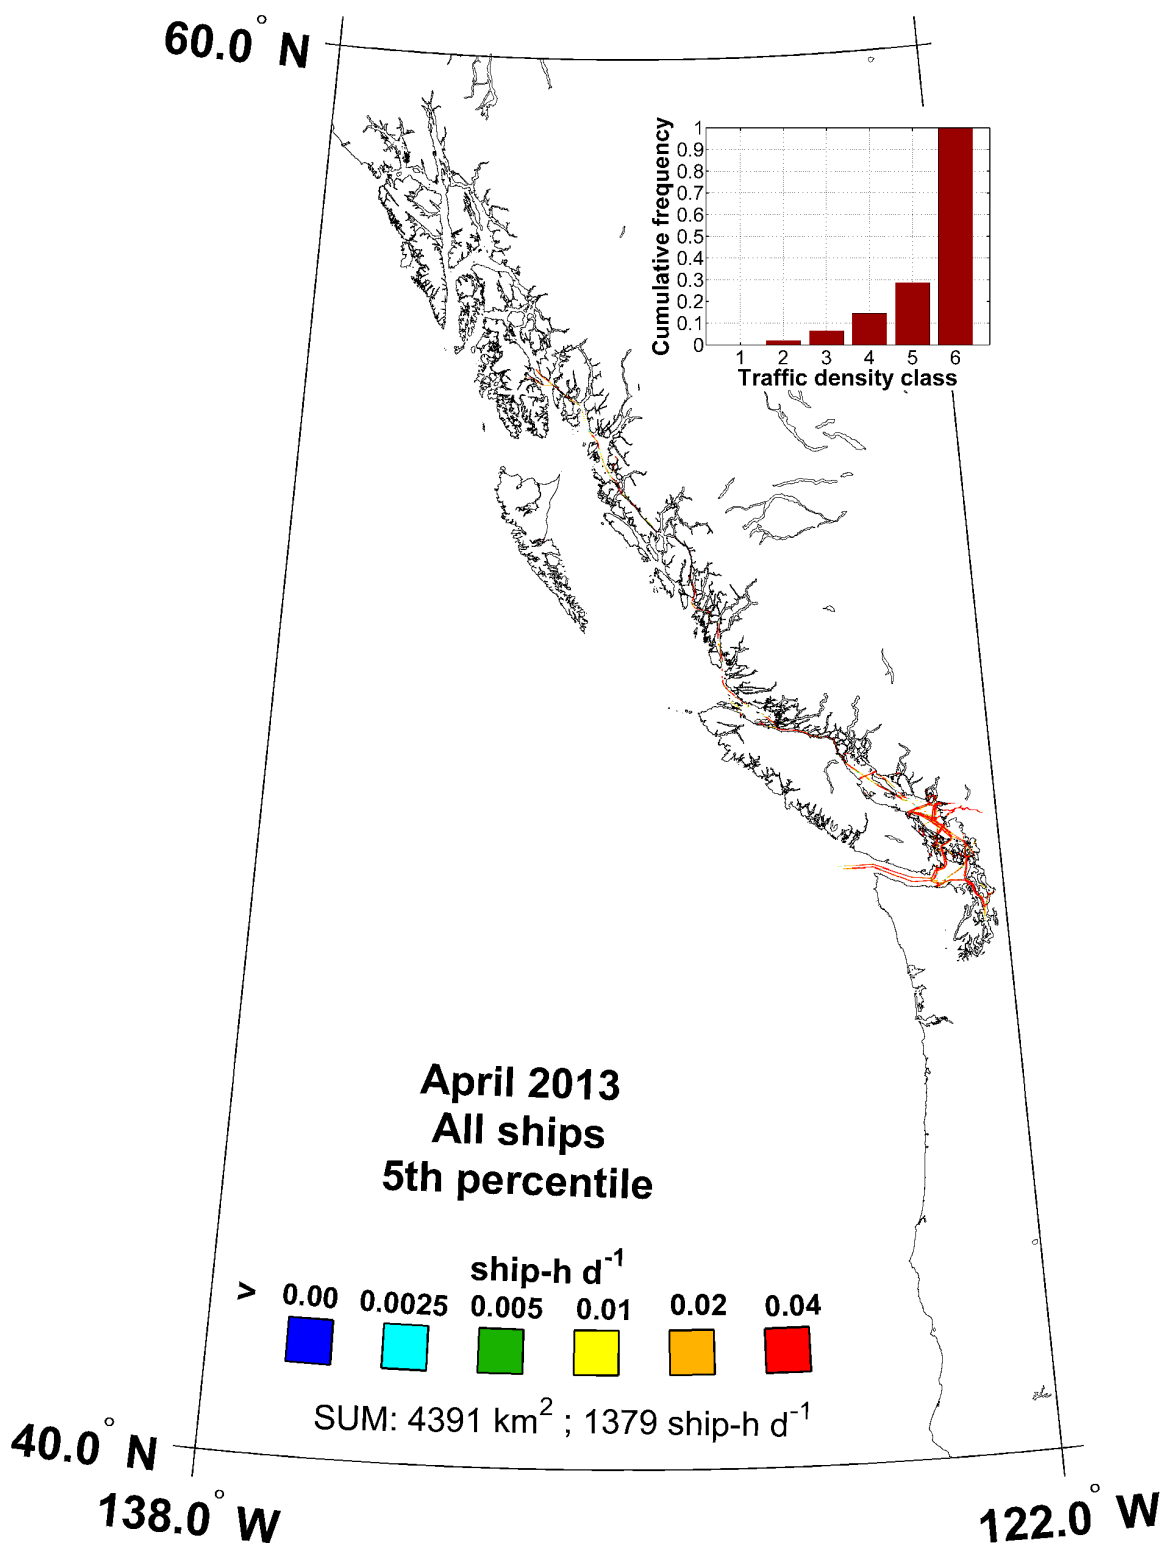 60.0° N
Cumulative frequency
1
0.9
0.8
0.7
0.6
0.5
0.4
0.3
0.2
0.1
0
1 2 3 4 5 6
Traffic density class
April 2013
All ships
5th percentile
ship-h d⁻¹
> 0.00 0.0025 0.005 0.01 0.02 0.04
SUM: 4391 km² ; 1379 ship-h d⁻¹
40.0° N
138.0° W
122.0° W